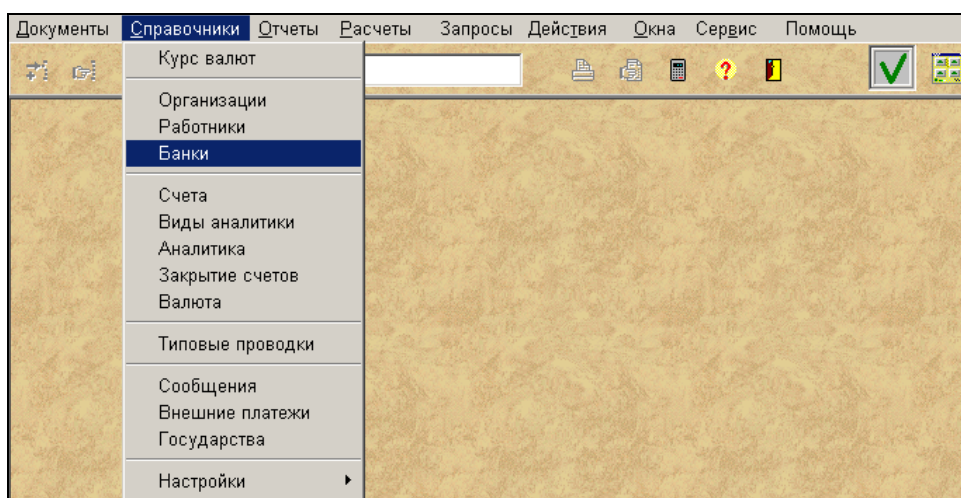 Документы Справочники Отчеты Расчеты Запросы Действия Окна Сервис Помощь
Курс валют
Организации
Работники
Банки
Счета
Виды аналитики
Аналитика
Закрытие счетов
Валюта
Типовые проводки
Сообщения
Внешние платежи
Государства
Настройки